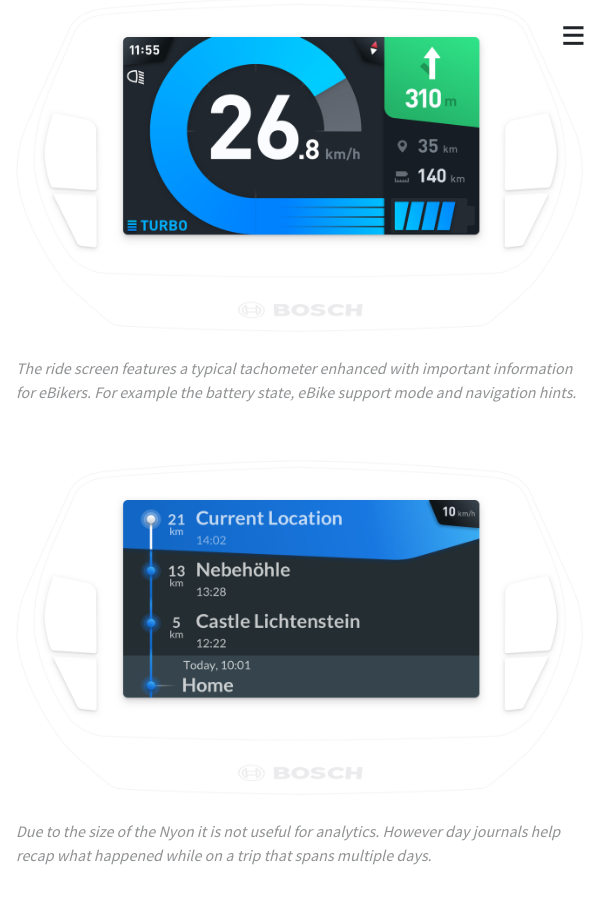 11:55
310 m
26.8 km/h
35 km
140 km
TURBO
BOSCH
The ride screen features a typical tachometer enhanced with important information
for eBikers. For example the battery state, eBike support mode and navigation hints.
21 km Current Location
10 km/h
14:02
13 km Nebehöhle
13:28
5 km Castle Lichtenstein
12:22
Today, 10:01
Home
BOSCH
Due to the size of the Nyon it is not useful for analytics. However day journals help
recap what happened while on a trip that spans multiple days.